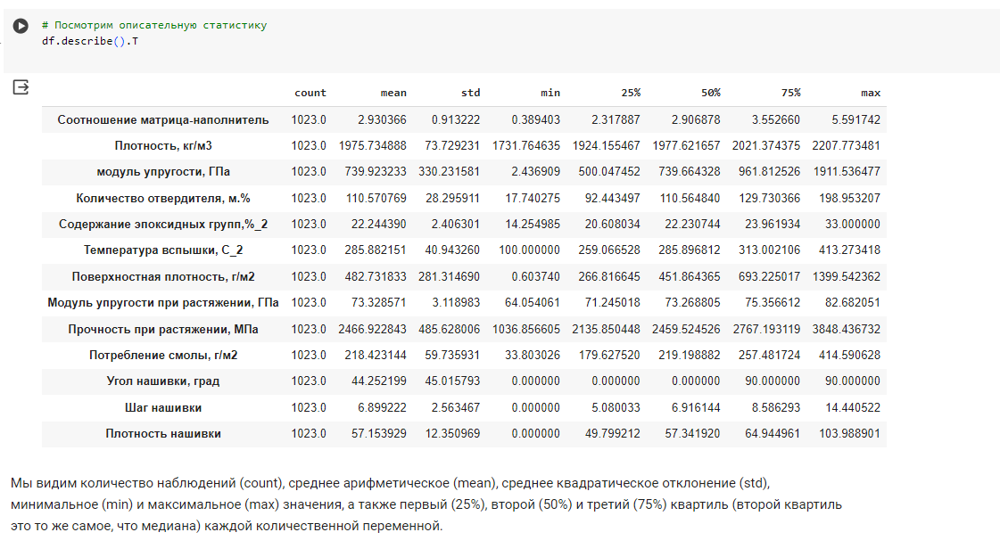 # Посмотрим описательную статистику
df.describe().T
count mean std min 25% 50% 75% max
Соотношение матрица-наполнитель 1023.0 2.930366 0.913222 0.389403 2.317887 2.906878 3.552660 5.591742
Плотность, кг/м3 1023.0 1975.734888 73.729231 1731.764635 1924.155467 1977.621657 2021.374375 2207.773481
модуль упругости, ГПа 1023.0 739.923233 330.231581 2.436909 500.047452 739.664328 961.812526 1911.536477
Количество отвердителя, м.% 1023.0 110.570769 28.295911 17.740275 92.443497 110.564840 129.730366 198.953207
Содержание эпоксидных групп,%_2 1023.0 22.244390 2.406301 14.254985 20.608034 22.230744 23.961934 33.000000
Температура вспышки, С_2 1023.0 285.882151 40.943260 100.000000 259.066528 285.896812 313.002106 413.273418
Поверхностная плотность, г/м2 1023.0 482.731833 281.314690 0.603740 266.816645 451.864365 693.225017 1399.542362
Модуль упругости при растяжении, ГПа 1023.0 73.328571 3.118983 64.054061 71.245018 73.268805 75.356612 82.682051
Прочность при растяжении, МПа 1023.0 2466.922843 485.628006 1036.856605 2135.850448 2459.524526 2767.193119 3848.436732
Потребление смолы, г/м2 1023.0 218.423144 59.735931 33.803026 179.627520 219.198882 257.481724 414.590628
Угол нашивки, град 1023.0 44.252199 45.015793 0.000000 0.000000 0.000000 90.000000 90.000000
Шаг нашивки 1023.0 6.899222 2.563467 0.000000 5.080033 6.916144 8.586293 14.440522
Плотность нашивки 1023.0 57.153929 12.350969 0.000000 49.799212 57.341920 64.944961 103.988901
Мы видим количество наблюдений (count), среднее арифметическое (mean), среднее квадратическое отклонение (std),
минимальное (min) и максимальное (max) значения, а также первый (25%), второй (50%) и третий (75%) квартиль (второй квартиль
это то же самое, что медиана) каждой количественной переменной.